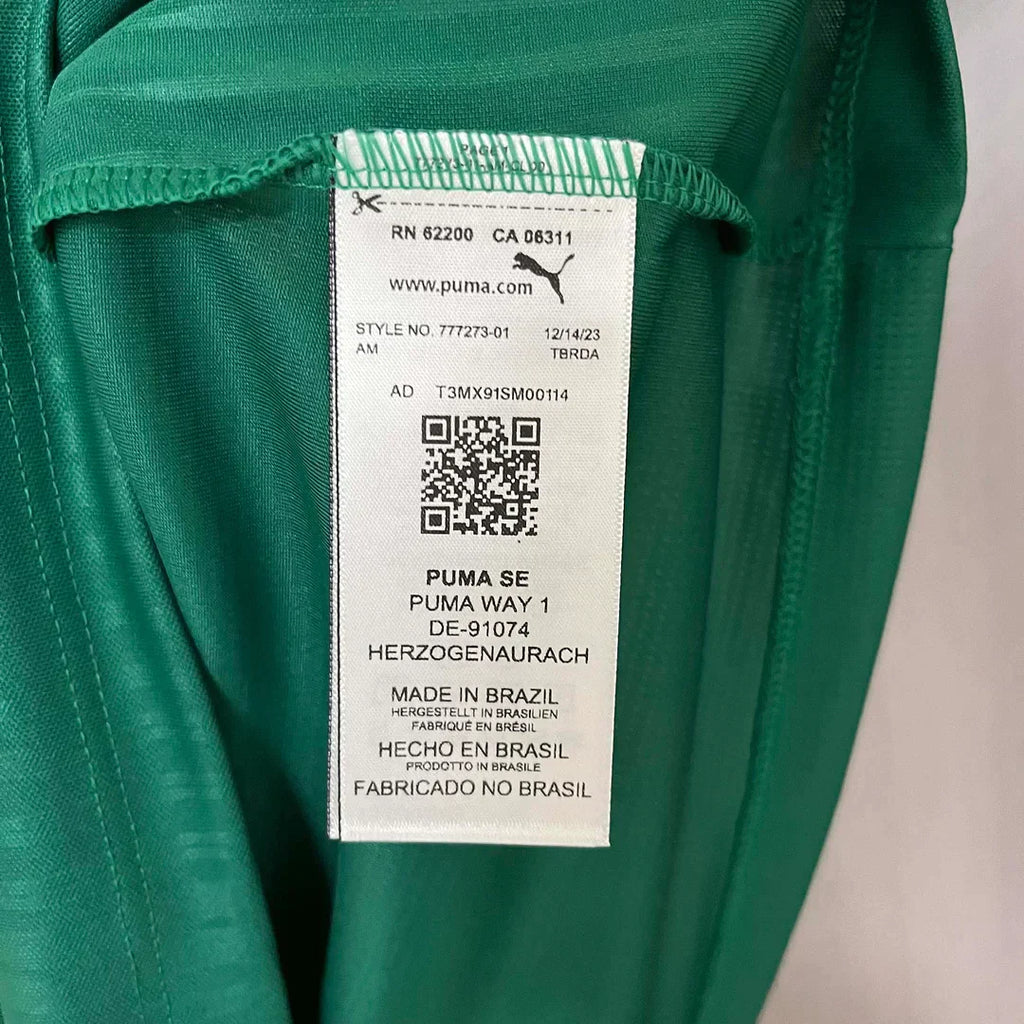 PAGE 1
RN 62200 CA 06311
www.puma.com
STYLE NO. 777273-01 12/14/23
AM TBRDA
AD T3MX91SM00114
PUMA SE
PUMA WAY 1
DE-91074
HERZOGENAURACH
MADE IN BRAZIL
HERGESTELLT IN BRASILIEN
FABRIQUÉ EN BRÉSIL
HECHO EN BRASIL
PRODOTTO IN BRASILE
FABRICADO NO BRASIL